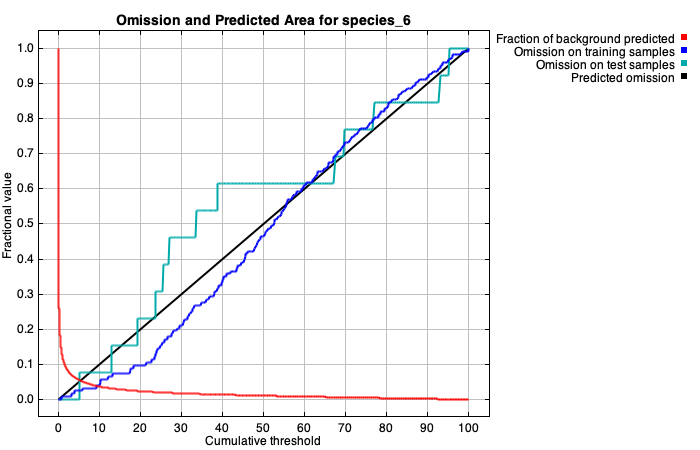 Omission and Predicted Area for species_6
Fraction of background predicted
Omission on training samples
Omission on test samples
Predicted omission
Fractional value
1.0
0.9
0.8
0.7
0.6
0.5
0.4
0.3
0.2
0.1
0.0
0 10 20 30 40 50 60 70 80 90 100
Cumulative threshold